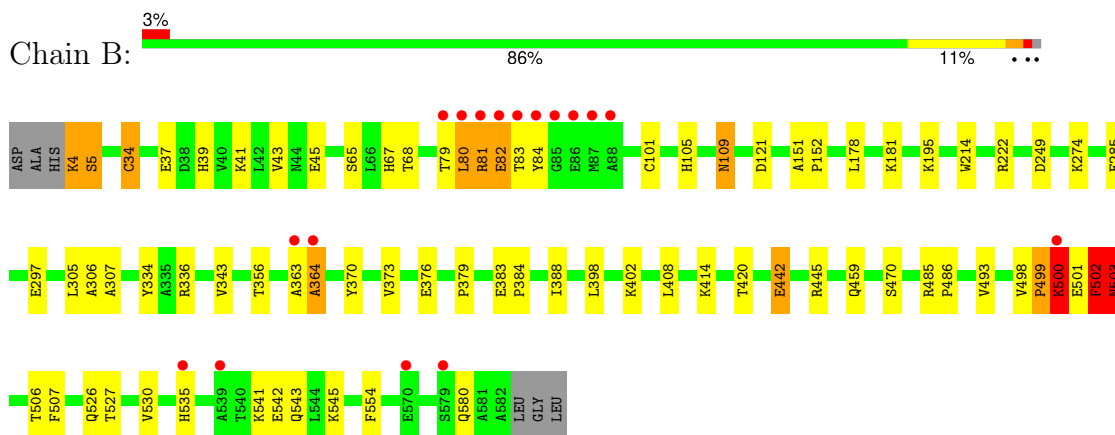 3%
Chain B:
86% 11%
ASP ALA HIS K4 S5 C34 E37 D38 H39 V40 K41 L42 V43 N44 E45 S65 L66 H67 T68 T79 L80 R81 E82 T83 Y84 G85 E86 M87 A88 C101 H105 N109 D121 A151 P152 L178 K181 K195 W214 R222 D249 K274
E297 L305 A306 A307 Y334 A335 R336 V343 T356 A363 A364 Y370 V373 E376 P379 E383 P384 I388 L398 K402 L408 K414 T420 E442 R445 Q459 S470 R485 P486 V493 V498 P499 K500 E501 F502 N503
T506 F507 Q526 T527 V530 H535 A539 T540 K541 E542 Q543 L544 K545 F554 E570 S579 Q580 A581 A582 LEU GLY LEU